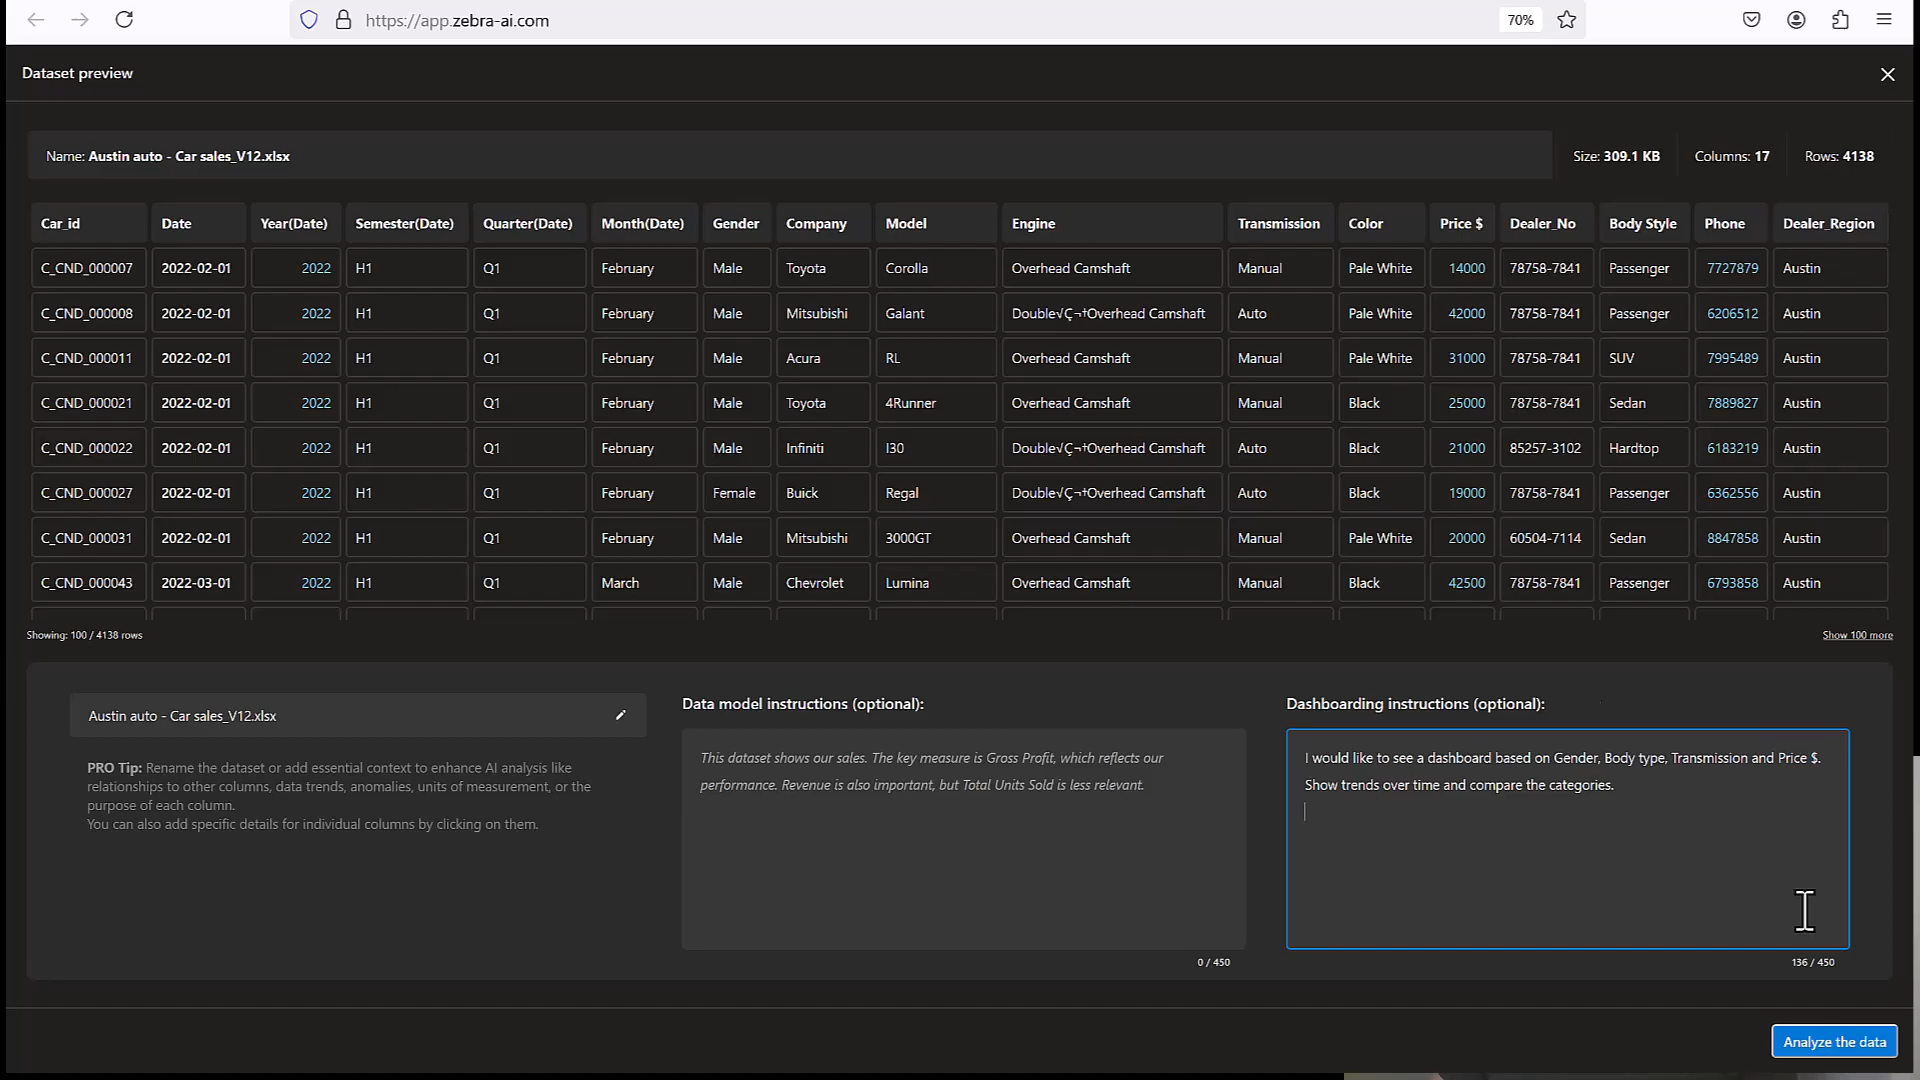 https://app.zebra-ai.com
70%
Dataset preview
Name: Austin auto - Car sales_V12.xlsx
Size: 309.1 KB
Columns: 17
Rows: 4138
Car_id Date Year(Date) Semester(Date) Quarter(Date) Month(Date) Gender Company Model Engine Transmission Color Price $ Dealer_No Body Style Phone Dealer_Region
C_CND_000007 2022-02-01 2022 H1 Q1 February Male Toyota Corolla Overhead Camshaft Manual Pale White 14000 78758-7841 Passenger 7727879 Austin
C_CND_000008 2022-02-01 2022 H1 Q1 February Male Mitsubishi Galant Double√Ç¬†Overhead Camshaft Auto Pale White 42000 78758-7841 Passenger 6206512 Austin
C_CND_000011 2022-02-01 2022 H1 Q1 February Male Acura RL Overhead Camshaft Manual Pale White 31000 78758-7841 SUV 7995489 Austin
C_CND_000021 2022-02-01 2022 H1 Q1 February Male Toyota 4Runner Overhead Camshaft Manual Black 25000 78758-7841 Sedan 7889827 Austin
C_CND_000022 2022-02-01 2022 H1 Q1 February Male Infiniti I30 Double√Ç¬†Overhead Camshaft Auto Black 21000 85257-3102 Hardtop 6183219 Austin
C_CND_000027 2022-02-01 2022 H1 Q1 February Female Buick Regal Double√Ç¬†Overhead Camshaft Auto Black 19000 78758-7841 Passenger 6362556 Austin
C_CND_000031 2022-02-01 2022 H1 Q1 February Male Mitsubishi 3000GT Overhead Camshaft Manual Pale White 20000 60504-7114 Sedan 8847858 Austin
C_CND_000043 2022-03-01 2022 H1 Q1 March Male Chevrolet Lumina Overhead Camshaft Manual Black 42500 78758-7841 Passenger 6793858 Austin
Showing: 100 / 4138 rows
Show 100 more
Austin auto - Car sales_V12.xlsx
PRO Tip: Rename the dataset or add essential context to enhance AI analysis like
relationships to other columns, data trends, anomalies, units of measurement, or the
purpose of each column.
You can also add specific details for individual columns by clicking on them.
Data model instructions (optional):
This dataset shows our sales. The key measure is Gross Profit, which reflects our
performance. Revenue is also important, but Total Units Sold is less relevant.
0 / 450
Dashboarding instructions (optional):
I would like to see a dashboard based on Gender, Body type, Transmission and Price $.
Show trends over time and compare the categories.
136 / 450
Analyze the data